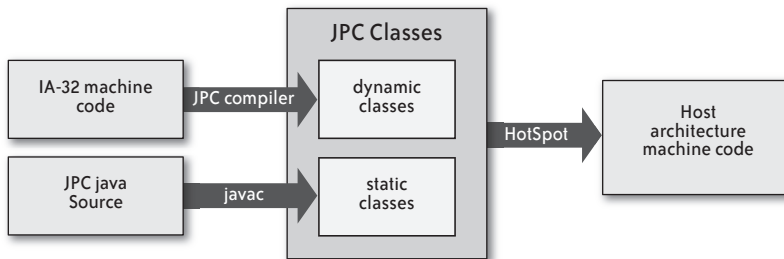 JPC Classes
IA-32 machine
code
JPC compiler
dynamic
classes
HotSpot
Host
architecture
machine code
JPC java
Source
javac
static
classes